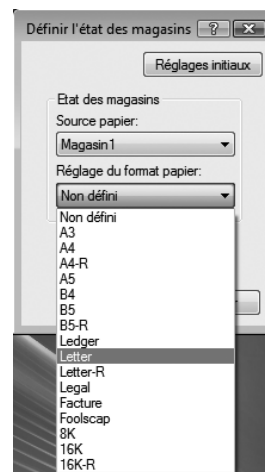 Définir l'état des magasins
Réglages initiaux
Etat des magasins
Source papier:
Magasin1
Réglage du format papier:
Non défini
Non défini
A3
A4
A4-R
A5
B4
B5
B5-R
Ledger
Letter
Letter-R
Legal
Facture
Foolscap
8K
16K
16K-R